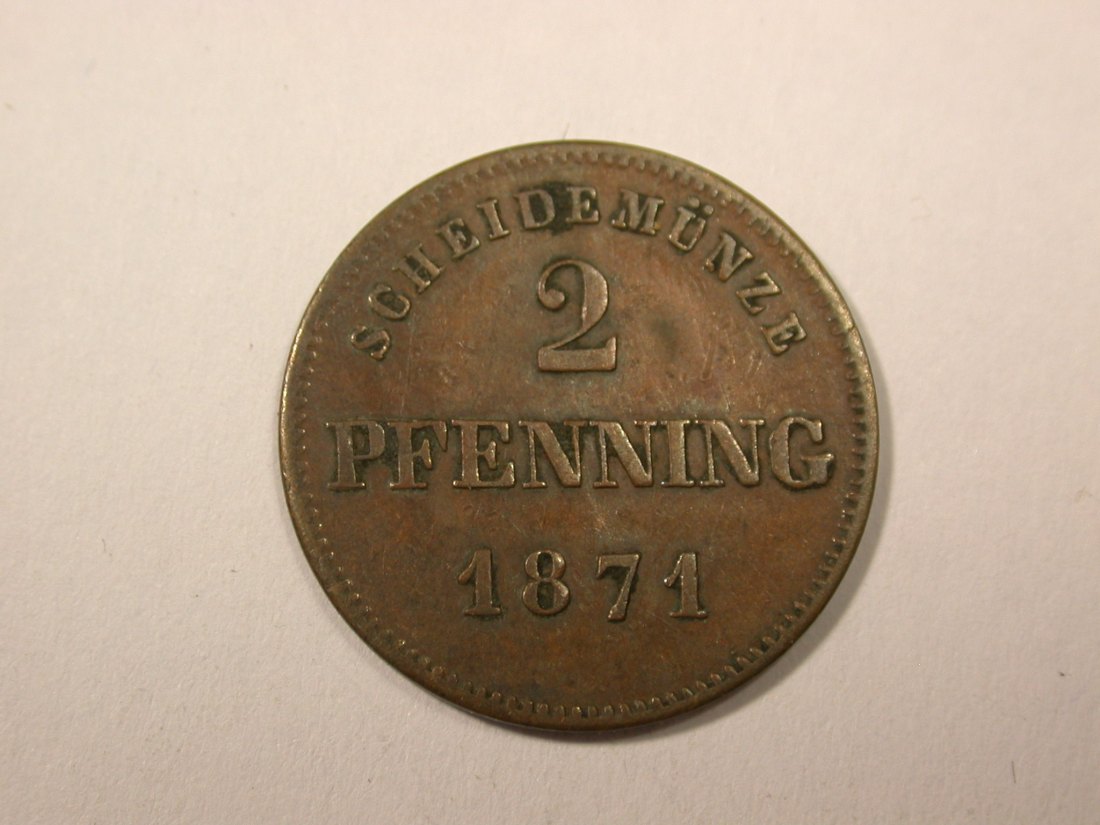 SCHEIDEMÜNZE
2
PFENNING
1871